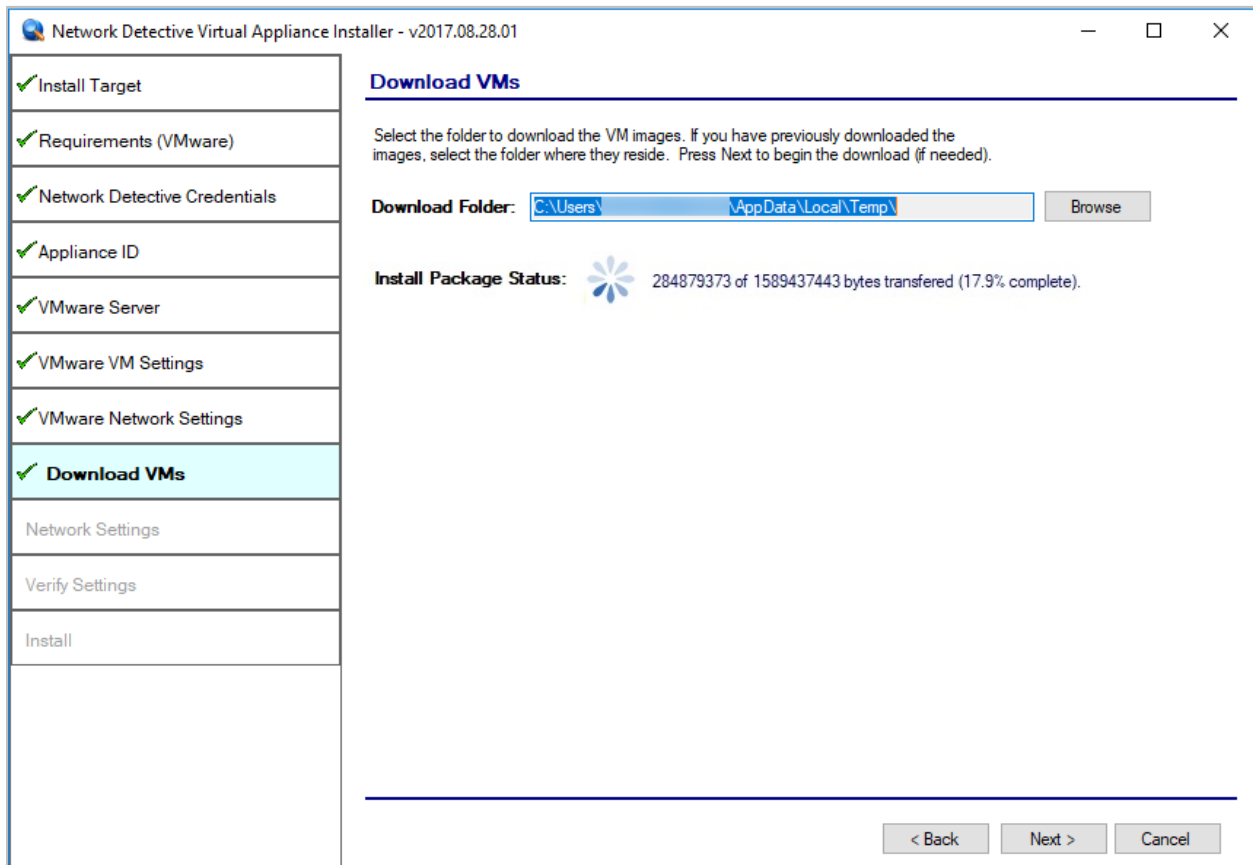 Network Detective Virtual Appliance Installer - v2017.08.28.01
Install Target
Requirements (VMware)
Network Detective Credentials
Appliance ID
VMware Server
VMware VM Settings
VMware Network Settings
Download VMs
Network Settings
Verify Settings
Install
Download VMs
Select the folder to download the VM images. If you have previously downloaded the
images, select the folder where they reside. Press Next to begin the download (if needed).
Download Folder: C:\Users\ \AppData\Local\Temp\ Browse
Install Package Status: 284879373 of 1589437443 bytes transfered (17.9% complete).
< Back Next > Cancel